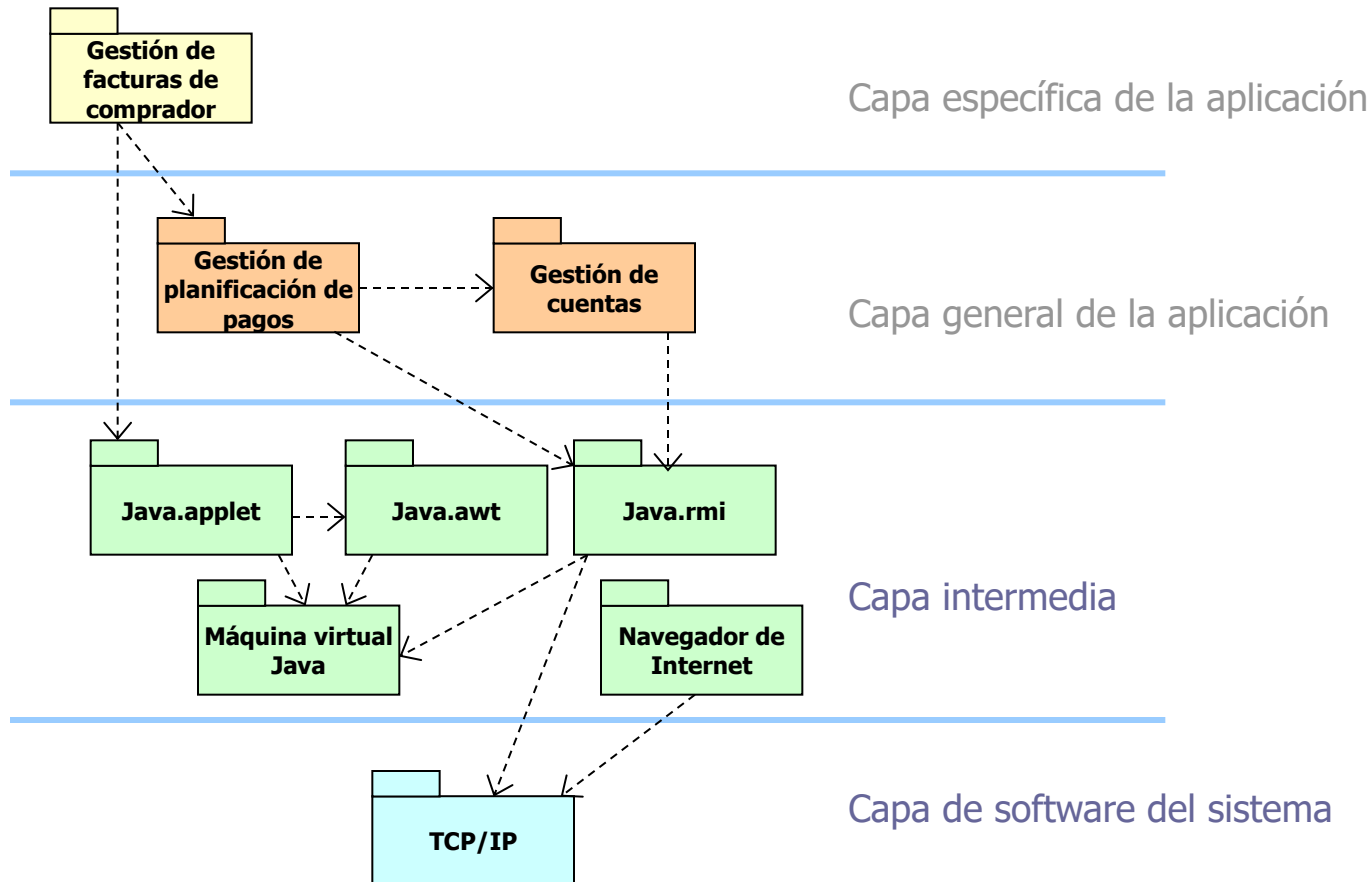 Gestión de
facturas de
comprador
Capa específica de la aplicación
Gestión de
planificación de
pagos
Gestión de
cuentas
Capa general de la aplicación
Java.applet
Java.awt
Java.rmi
Máquina virtual
Java
Navegador de
Internet
Capa intermedia
TCP/IP
Capa de software del sistema